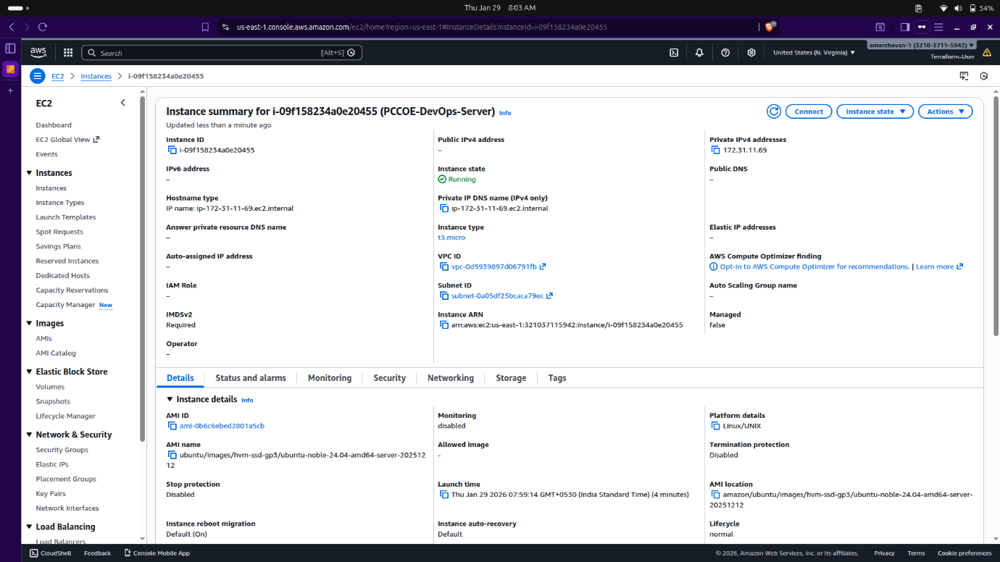 Thu Jan 29 8:03 AM
54%
us-east-1.console.aws.amazon.com/ec2/home?region=us-east-1#InstanceDetails:instanceId=i-09f158234a0e20455
aws
Search [Alt+S]
United States (N. Virginia) ▼
amarchavan-1 (3210-3711-5942) ▼
Terraform-User
EC2 > Instances > i-09f158234a0e20455
EC2
Dashboard
EC2 Global View
Events
Instances
Instances
Instance Types
Launch Templates
Spot Requests
Savings Plans
Reserved Instances
Dedicated Hosts
Capacity Reservations
Capacity Manager New
Images
AMIs
AMI Catalog
Elastic Block Store
Volumes
Snapshots
Lifecycle Manager
Network & Security
Security Groups
Elastic IPs
Placement Groups
Key Pairs
Network Interfaces
Load Balancing
Load Balancers
Instance summary for i-09f158234a0e20455 (PCCOE-DevOps-Server) Info
Updated less than a minute ago
Connect
Instance state ▼
Actions ▼
Instance ID
i-09f158234a0e20455
Public IPv4 address
–
Private IPv4 addresses
172.31.11.69
IPv6 address
–
Instance state
Running
Public DNS
–
Hostname type
IP name: ip-172-31-11-69.ec2.internal
Private IP DNS name (IPv4 only)
ip-172-31-11-69.ec2.internal
Answer private resource DNS name
–
Instance type
t3.micro
Elastic IP addresses
–
Auto-assigned IP address
–
VPC ID
vpc-0d5939897d06791fb
AWS Compute Optimizer finding
Opt-in to AWS Compute Optimizer for recommendations. | Learn more
IAM Role
–
Subnet ID
subnet-0a05df25bcaca79ec
Auto Scaling Group name
–
IMDSv2
Required
Instance ARN
arn:aws:ec2:us-east-1:321037115942:instance/i-09f158234a0e20455
Managed
false
Operator
–
Details
Status and alarms
Monitoring
Security
Networking
Storage
Tags
Instance details Info
AMI ID
ami-0b6c6ebed2801a5cb
Monitoring
disabled
Platform details
Linux/UNIX
AMI name
ubuntu/images/hvm-ssd-gp3/ubuntu-noble-24.04-amd64-server-202512
12
Allowed image
-
Termination protection
Disabled
Stop protection
Disabled
Launch time
Thu Jan 29 2026 07:59:14 GMT+0530 (India Standard Time) (4 minutes)
AMI location
amazon/ubuntu/images/hvm-ssd-gp3/ubuntu-noble-24.04-amd64-server-
20251212
Instance reboot migration
Default (On)
Instance auto-recovery
Default
Lifecycle
normal
CloudShell
Feedback
Console Mobile App
© 2026, Amazon Web Services, Inc. or its affiliates.
Privacy
Terms
Cookie preferences